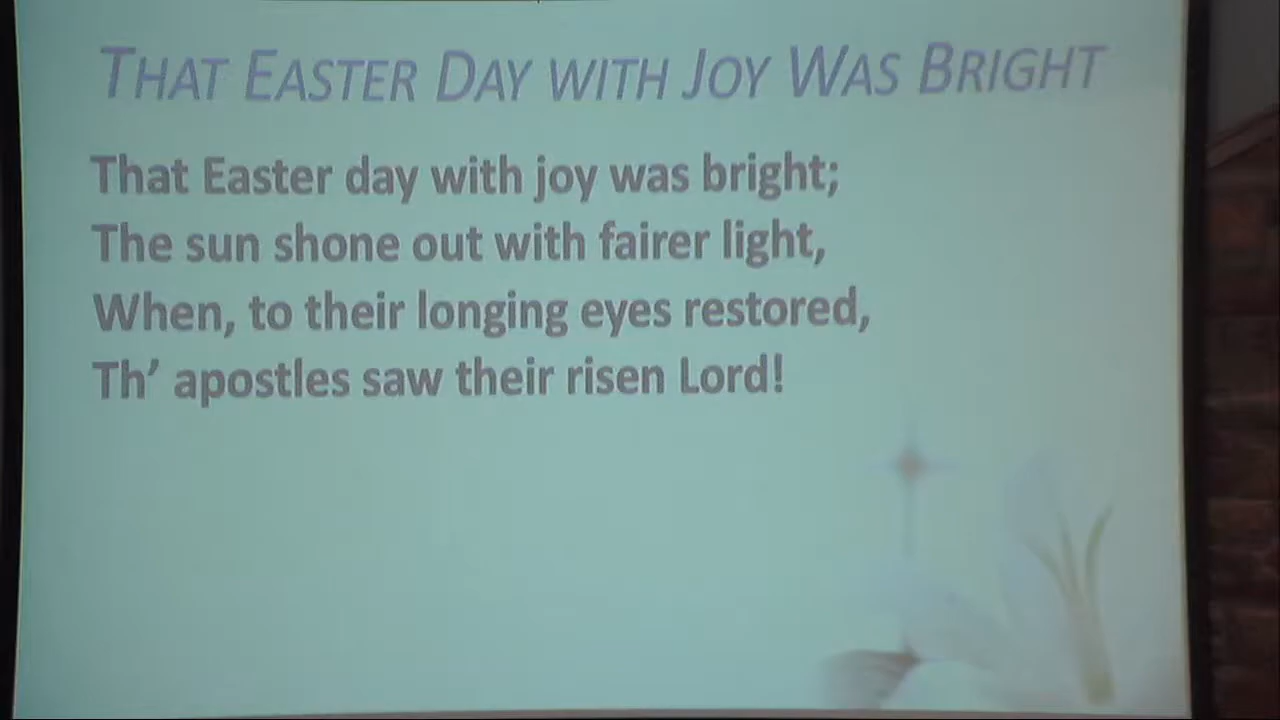 THAT EASTER DAY WITH JOY WAS BRIGHT
That Easter day with joy was bright;
The sun shone out with fairer light,
When, to their longing eyes restored,
Th’ apostles saw their risen Lord!